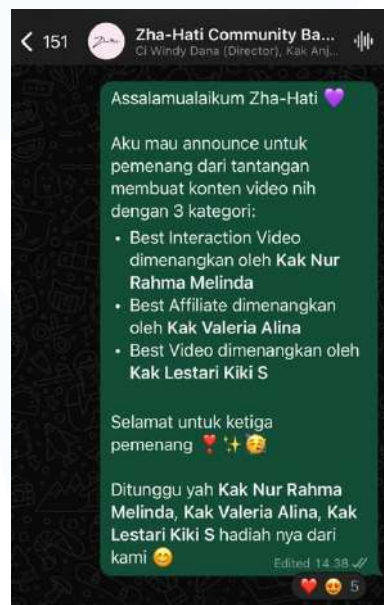 151
Zha-Hati Community Ba...
Ci Windy Dana (Director), Kak Anj...
Assalamualaikum Zha-Hati 💜
Aku mau announce untuk
pemenang dari tantangan
membuat konten video nih
dengan 3 kategori:
• Best Interaction Video
dimenangkan oleh Kak Nur
Rahma Melinda
• Best Affiliate dimenangkan
oleh Kak Valeria Alina
• Best Video dimenangkan oleh
Kak Lestari Kiki S
Selamat untuk ketiga
pemenang ❣️✨🥳
Ditunggu yah Kak Nur Rahma
Melinda, Kak Valeria Alina, Kak
Lestari Kiki S hadiah nya dari
kami 😊
Edited 14.38
❤️😍 5